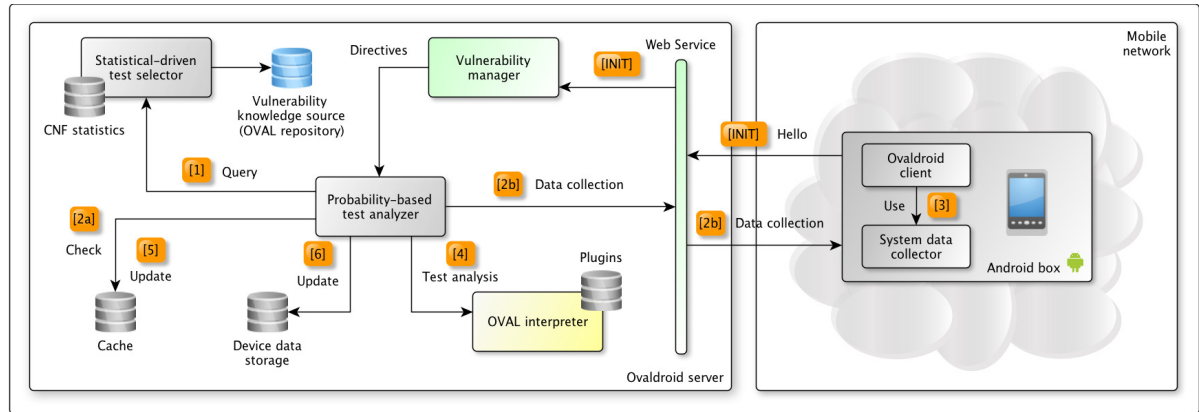 Statistical-driven
test selector
CNF statistics
Vulnerability
knowledge source
(OVAL repository)
Directives
Vulnerability
manager
[INIT]
Web Service
Mobile
network
[INIT] Hello
Ovaldroid
client
Use [3]
System data
collector
Android box
[1] Query
Probability-based
test analyzer
[2b] Data collection
[2b] Data collection
[2a]
Check
[5]
Update
[6]
Update
[4]
Test analysis
Plugins
OVAL interpreter
Cache
Device data
storage
Ovaldroid server